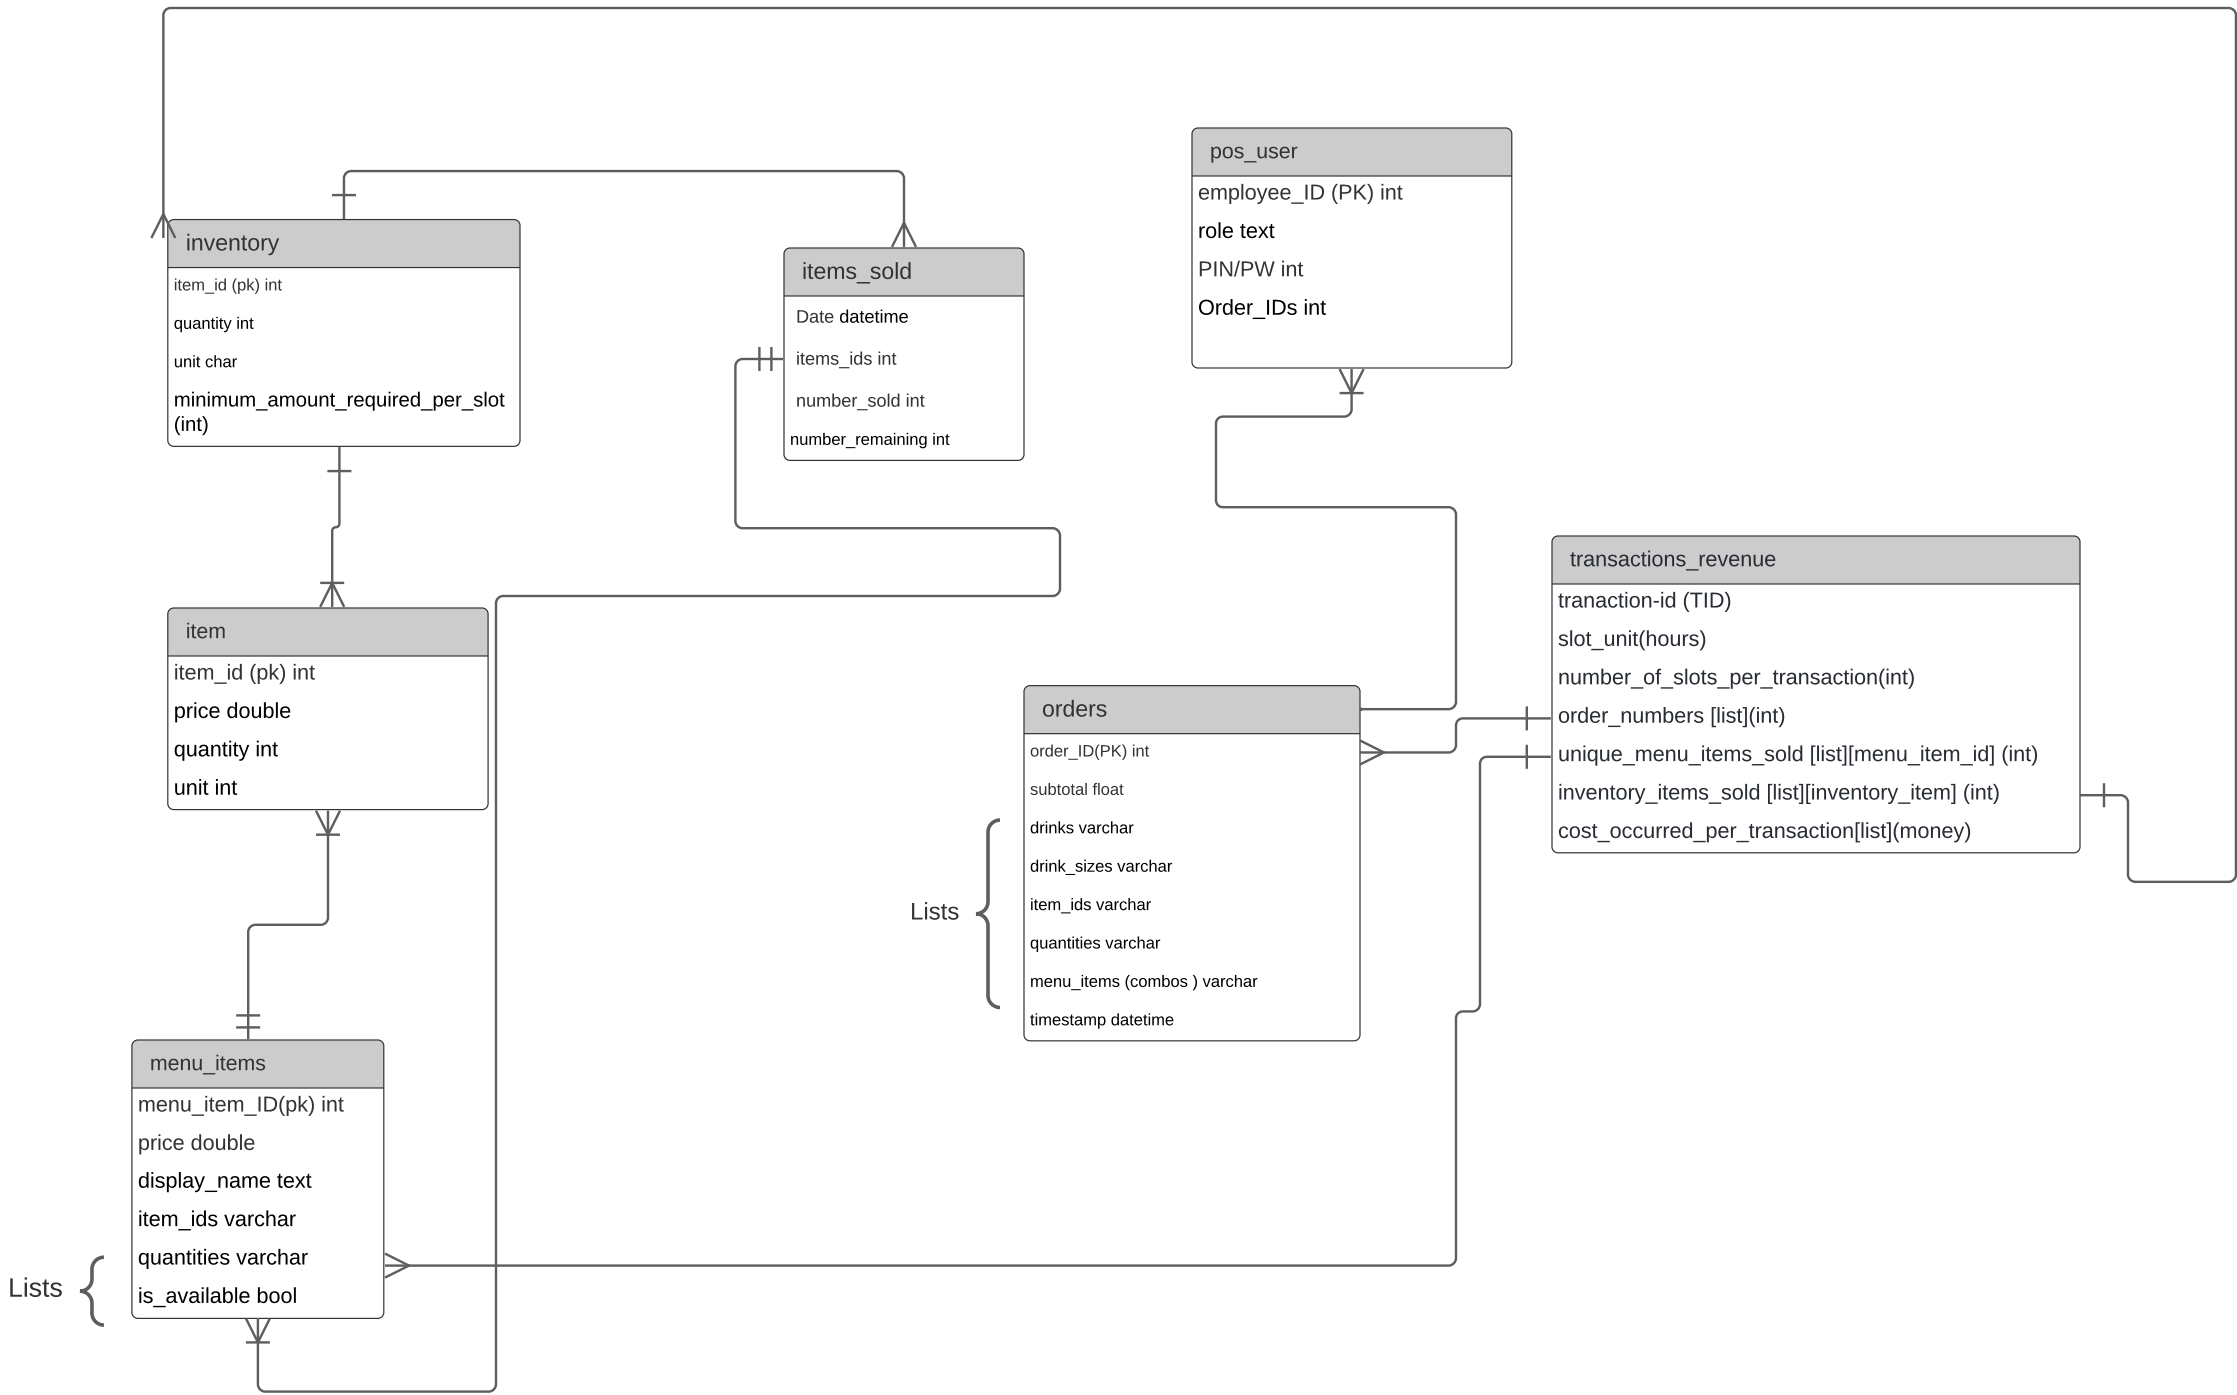 inventory
item_id (pk) int
quantity int
unit char
minimum_amount_required_per_slot
(int)
items_sold
Date datetime
items_ids int
number_sold int
number_remaining int
pos_user
employee_ID (PK) int
role text
PIN/PW int
Order_IDs int
item
item_id (pk) int
price double
quantity int
unit int
orders
order_ID(PK) int
subtotal float
drinks varchar
drink_sizes varchar
item_ids varchar
quantities varchar
menu_items (combos ) varchar
timestamp datetime
Lists
transactions_revenue
tranaction-id (TID)
slot_unit(hours)
number_of_slots_per_transaction(int)
order_numbers [list](int)
unique_menu_items_sold [list][menu_item_id] (int)
inventory_items_sold [list][inventory_item] (int)
cost_occurred_per_transaction[list](money)
menu_items
menu_item_ID(pk) int
price double
display_name text
item_ids varchar
quantities varchar
is_available bool
Lists